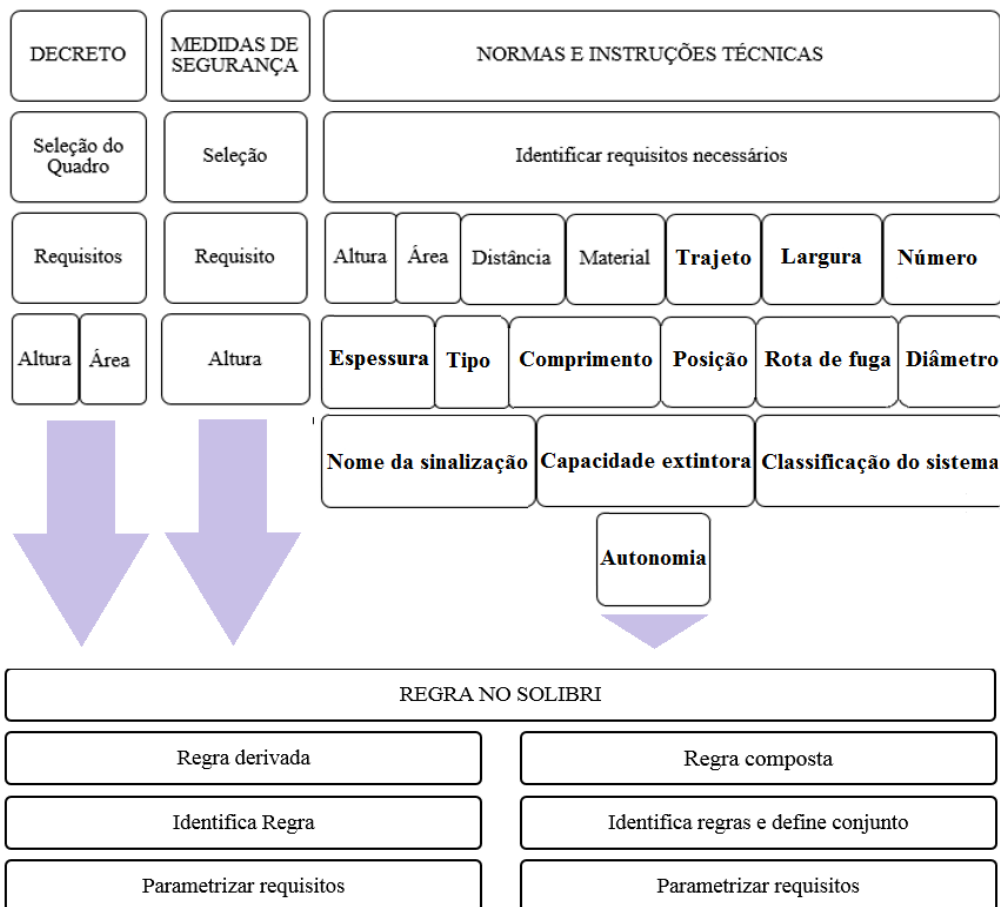 DECRETO
MEDIDAS DE
SEGURANÇA
NORMAS E INSTRUÇÕES TÉCNICAS
Seleção do
Quadro
Seleção
Identificar requisitos necessários
Requisitos
Requisito
Altura
Área
Distância
Material
Trajeto
Largura
Número
Altura
Área
Altura
Espessura
Tipo
Comprimento
Posição
Rota de fuga
Diâmetro
Nome da sinalização
Capacidade extintora
Classificação do sistema
Autonomia
REGRA NO SOLIBRI
Regra derivada
Regra composta
Identifica Regra
Identifica regras e define conjunto
Parametrizar requisitos
Parametrizar requisitos